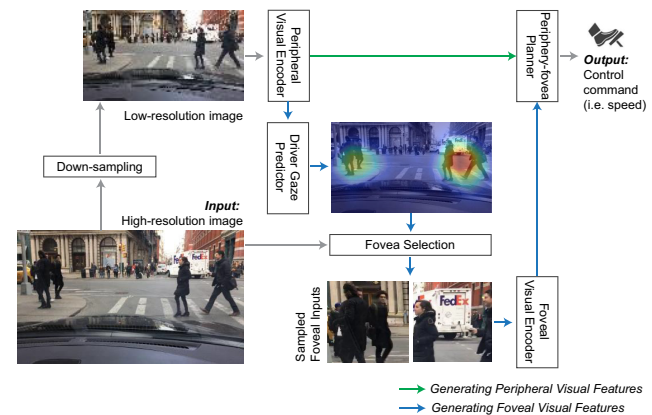 Peripheral
Visual Encoder
Periphery-fovea
Planner
Output:
Control
command
(i.e. speed)
Low-resolution image
Driver Gaze
Predictor
Down-sampling
Input:
High-resolution image
Fovea Selection
FedEx
FedEx
Sampled
Foveal Inputs
Foveal
Visual Encoder
Generating Peripheral Visual Features
Generating Foveal Visual Features